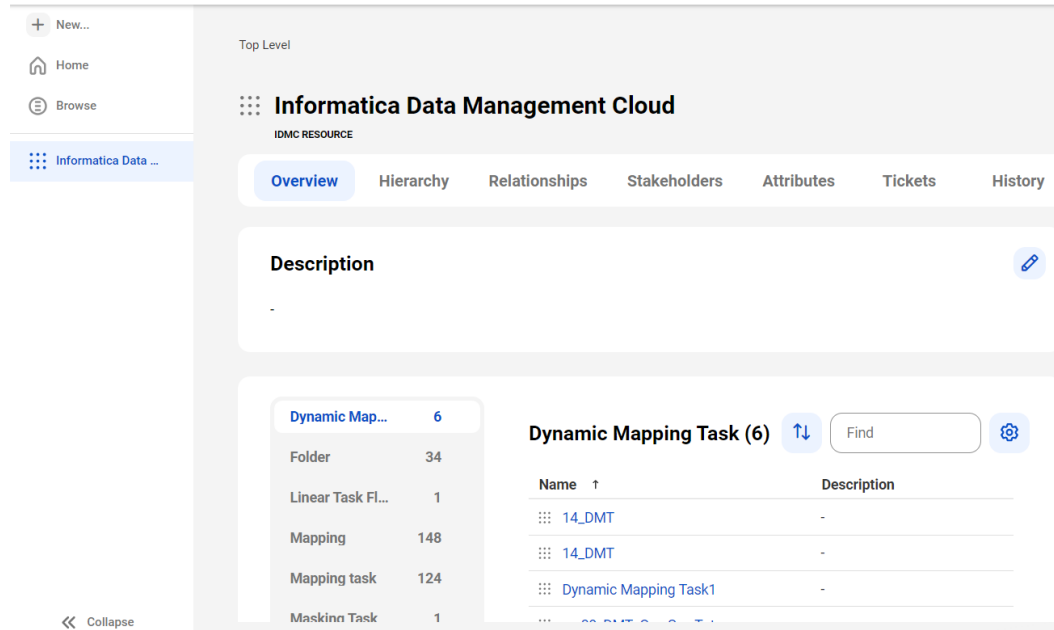 New...
Home
Browse
Informatica Data ...
Collapse
Top Level
Informatica Data Management Cloud
IDMC RESOURCE
Overview Hierarchy Relationships Stakeholders Attributes Tickets History
Description
-
Dynamic Map... 6
Folder 34
Linear Task Fl... 1
Mapping 148
Mapping task 124
Masking Task 1
Dynamic Mapping Task (6) Find
Name ↑ Description
14_DMT -
14_DMT -
Dynamic Mapping Task1 -